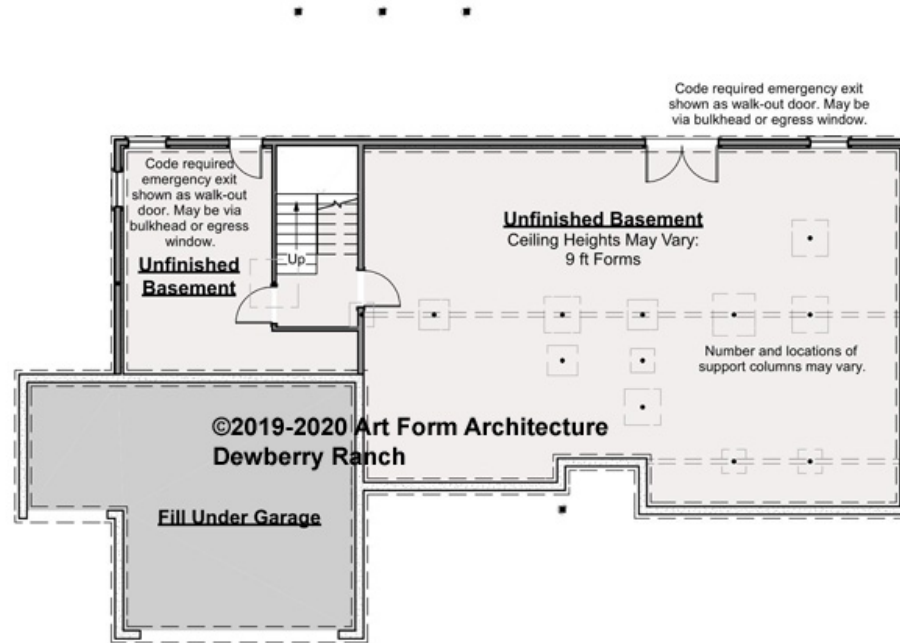 Code required emergency exit
shown as walk-out door. May be
via bulkhead or egress window.
Code required
emergency exit
shown as walk-out
door. May be via
bulkhead or egress
window.
Unfinished
Basement
Up
Unfinished Basement
Ceiling Heights May Vary:
9 ft Forms
Number and locations of
support columns may vary.
©2019-2020 Art Form Architecture
Dewberry Ranch
Fill Under Garage